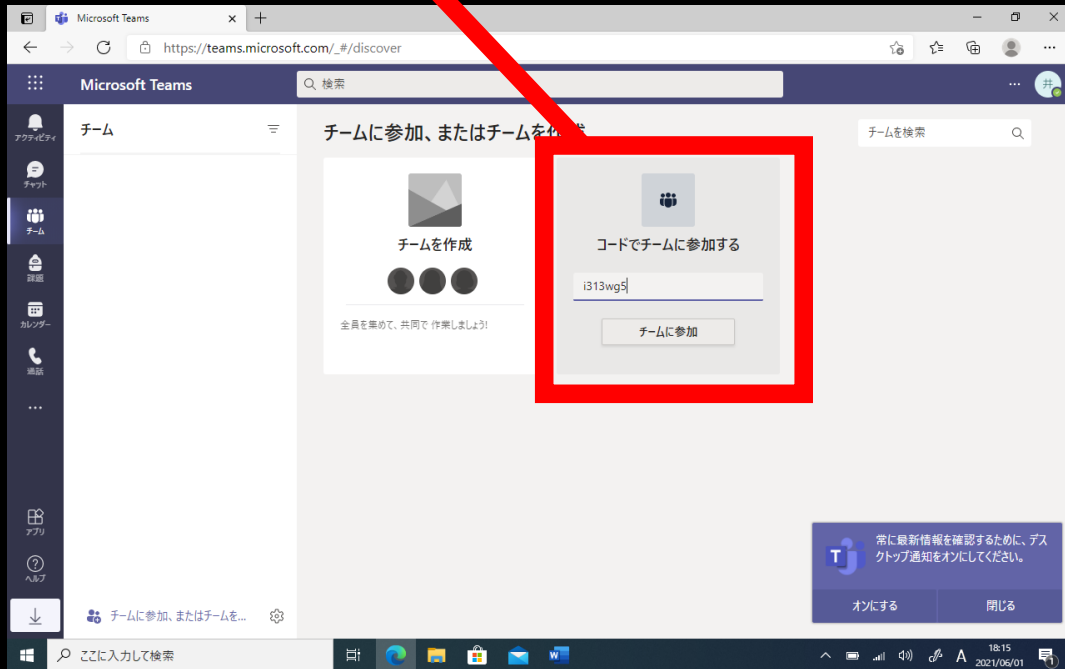 Microsoft Teams
https://teams.microsoft.com/_#/discover
Microsoft Teams
検索
井
アクティビティ
チャット
チーム
課題
カレンダー
通話
アプリ
ヘルプ
チーム
チームに参加、またはチームを...
チームに参加、またはチームを作成
チームを検索
チームを作成
全員を集めて、共同で 作業しましょう!
コードでチームに参加する
i313wg5
チームに参加
常に最新情報を確認するために、デス
クトップ通知をオンにしてください。
オンにする
閉じる
ここに入力して検索
A
18:15
2021/06/01